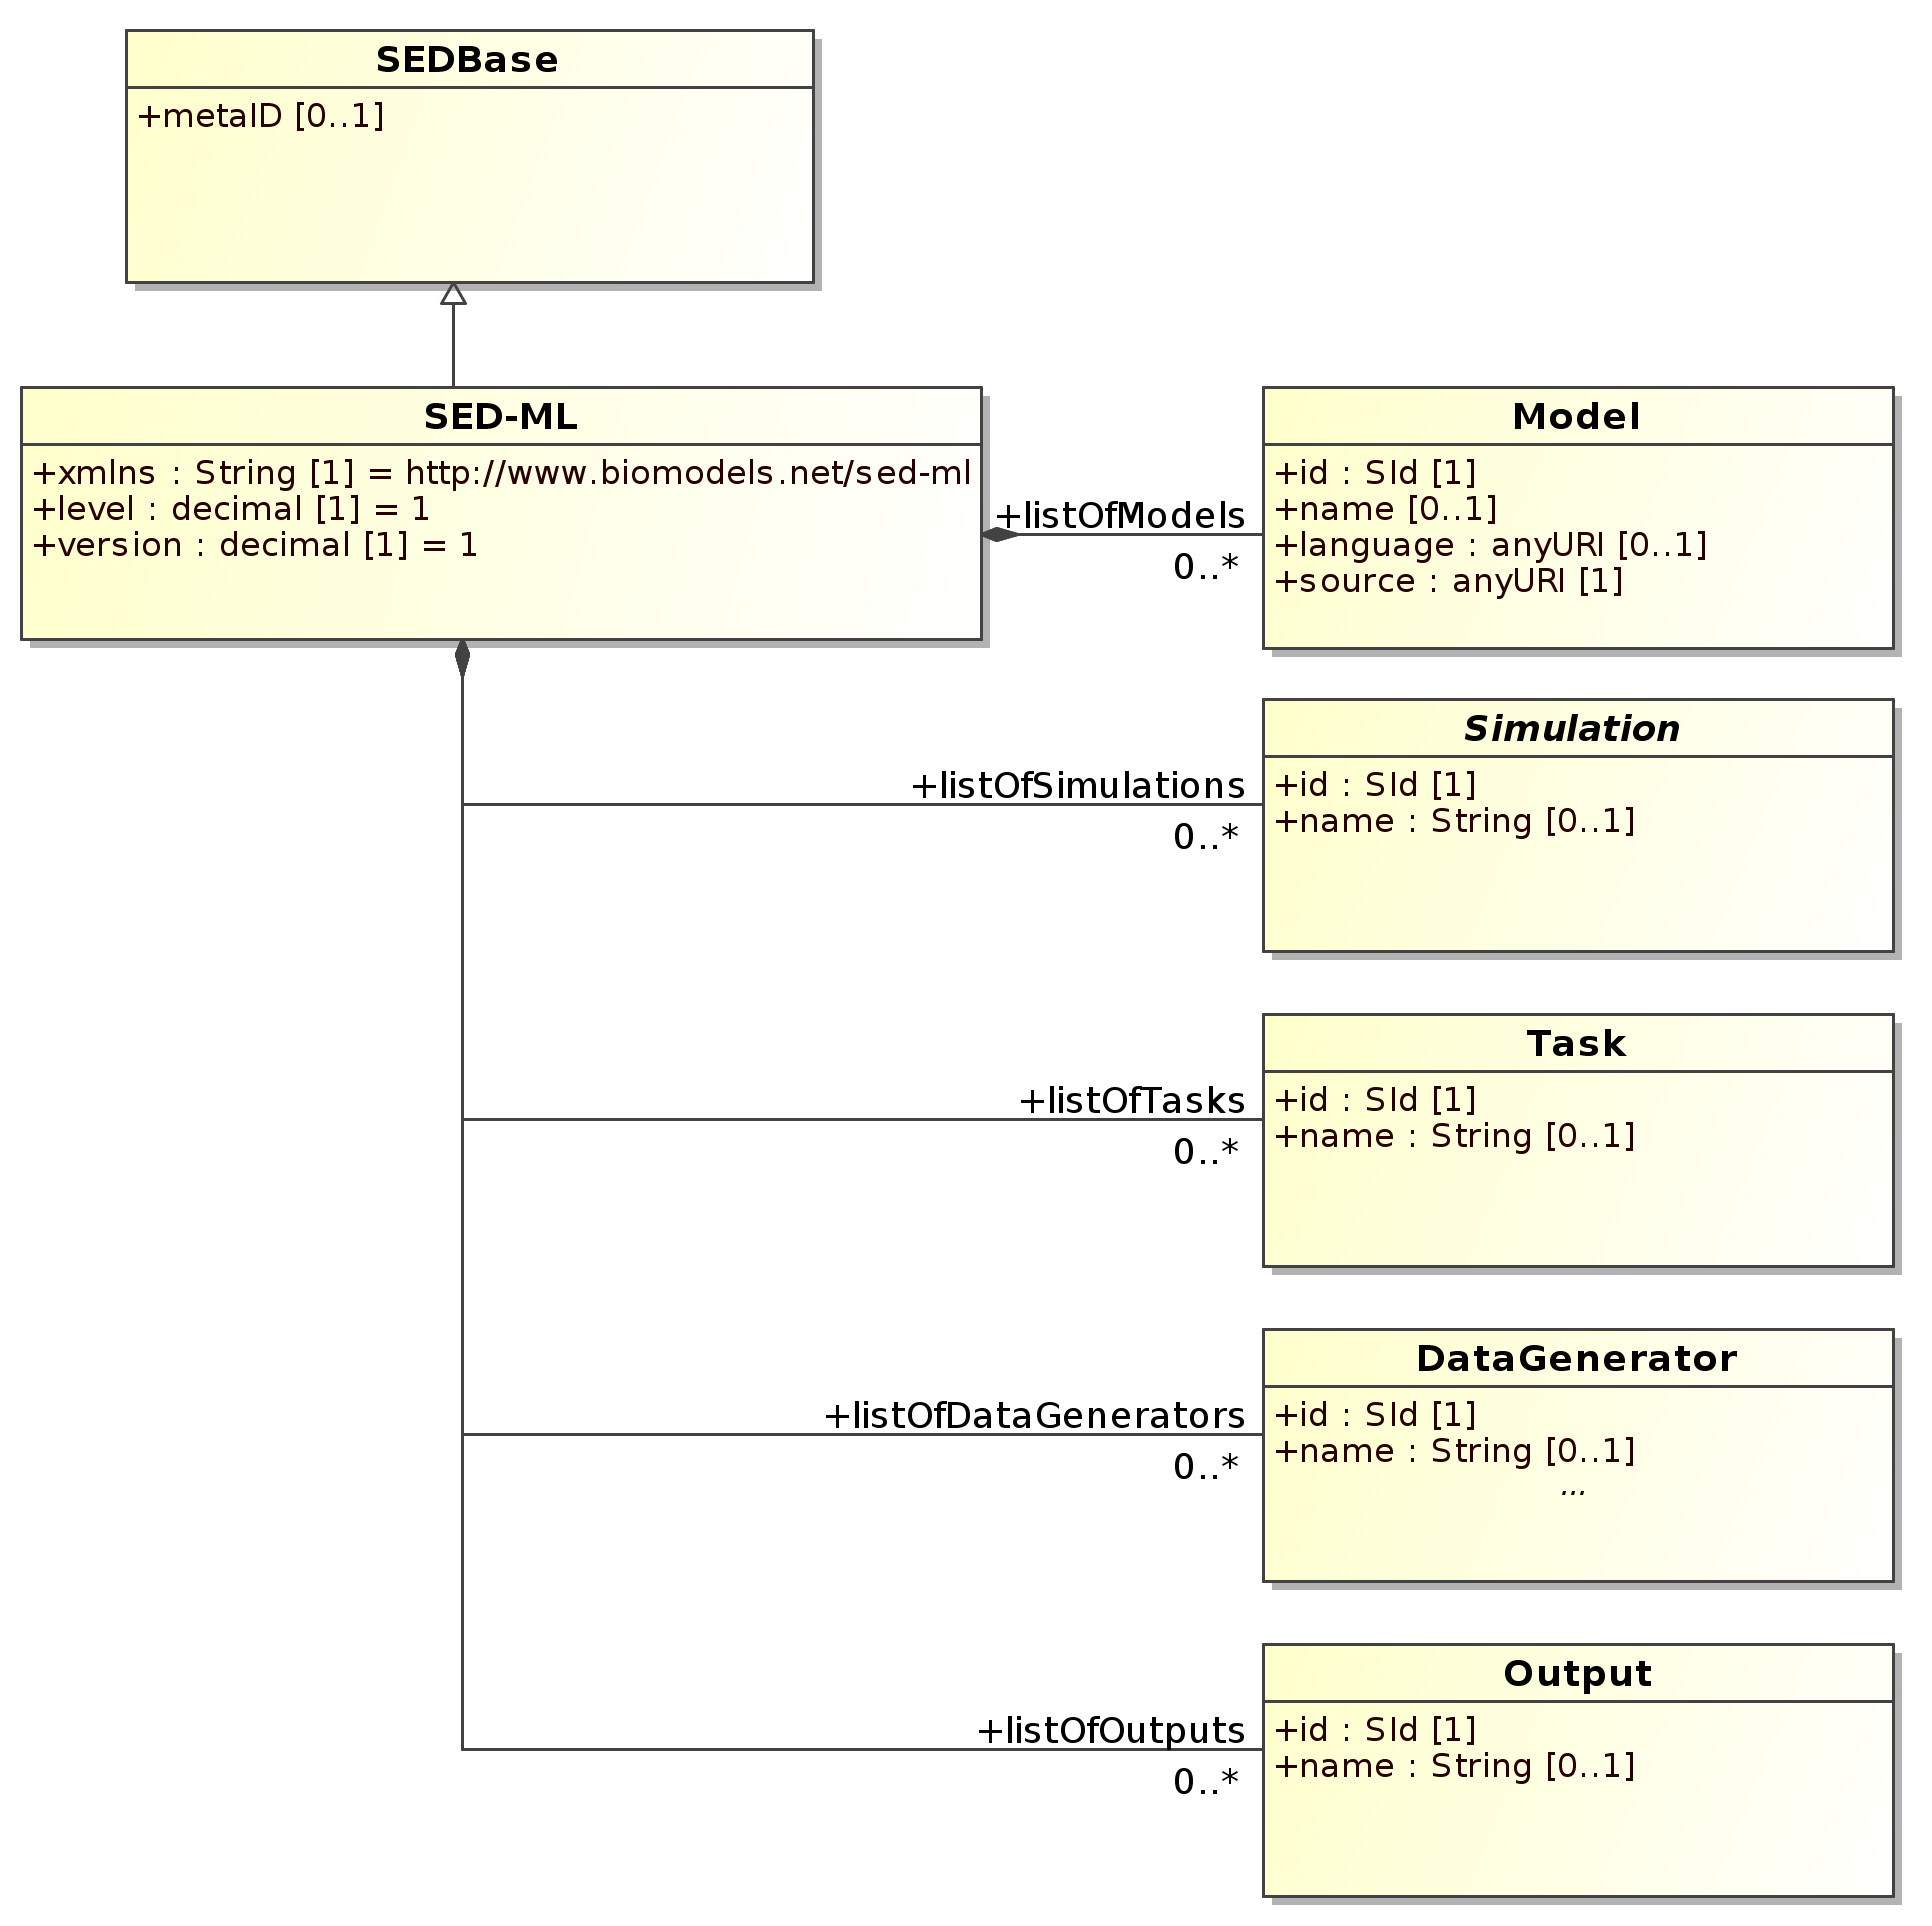 SEDBase
+metaID [0..1]
SED-ML
+xmlns : String [1] = http://www.biomodels.net/sed-ml
+level : decimal [1] = 1
+version : decimal [1] = 1
+listOfModels
0..*
Model
+id : SId [1]
+name [0..1]
+language : anyURI [0..1]
+source : anyURI [1]
+listOfSimulations
0..*
Simulation
+id : SId [1]
+name : String [0..1]
+listOfTasks
0..*
Task
+id : SId [1]
+name : String [0..1]
+listOfDataGenerators
0..*
DataGenerator
+id : SId [1]
+name : String [0..1]
...
+listOfOutputs
0..*
Output
+id : SId [1]
+name : String [0..1]